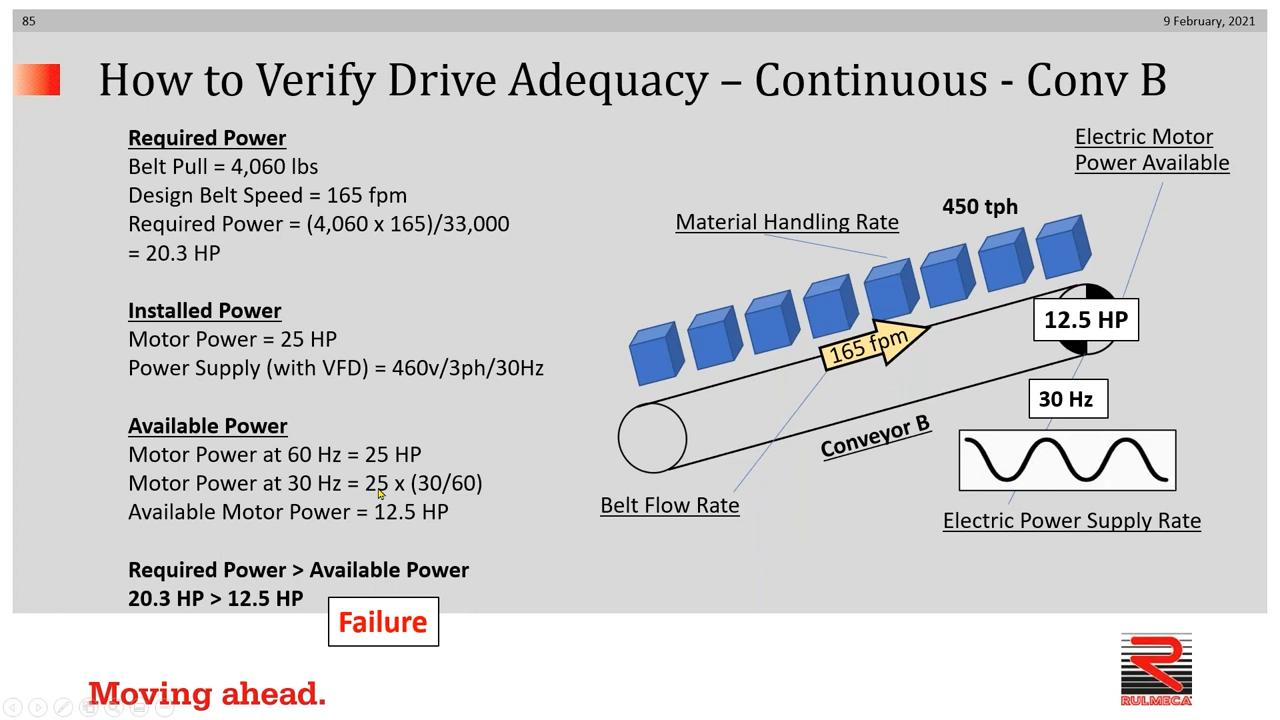 85
9 February, 2021
How to Verify Drive Adequacy – Continuous - Conv B
Required Power
Belt Pull = 4,060 lbs
Design Belt Speed = 165 fpm
Required Power = (4,060 x 165)/33,000
= 20.3 HP
Installed Power
Motor Power = 25 HP
Power Supply (with VFD) = 460v/3ph/30Hz
Available Power
Motor Power at 60 Hz = 25 HP
Motor Power at 30 Hz = 25 x (30/60)
Available Motor Power = 12.5 HP
Required Power > Available Power
20.3 HP > 12.5 HP
Failure
Electric Motor
Power Available
450 tph
Material Handling Rate
12.5 HP
165 fpm
30 Hz
Conveyor B
Belt Flow Rate
Electric Power Supply Rate
Moving ahead.
RULMECA